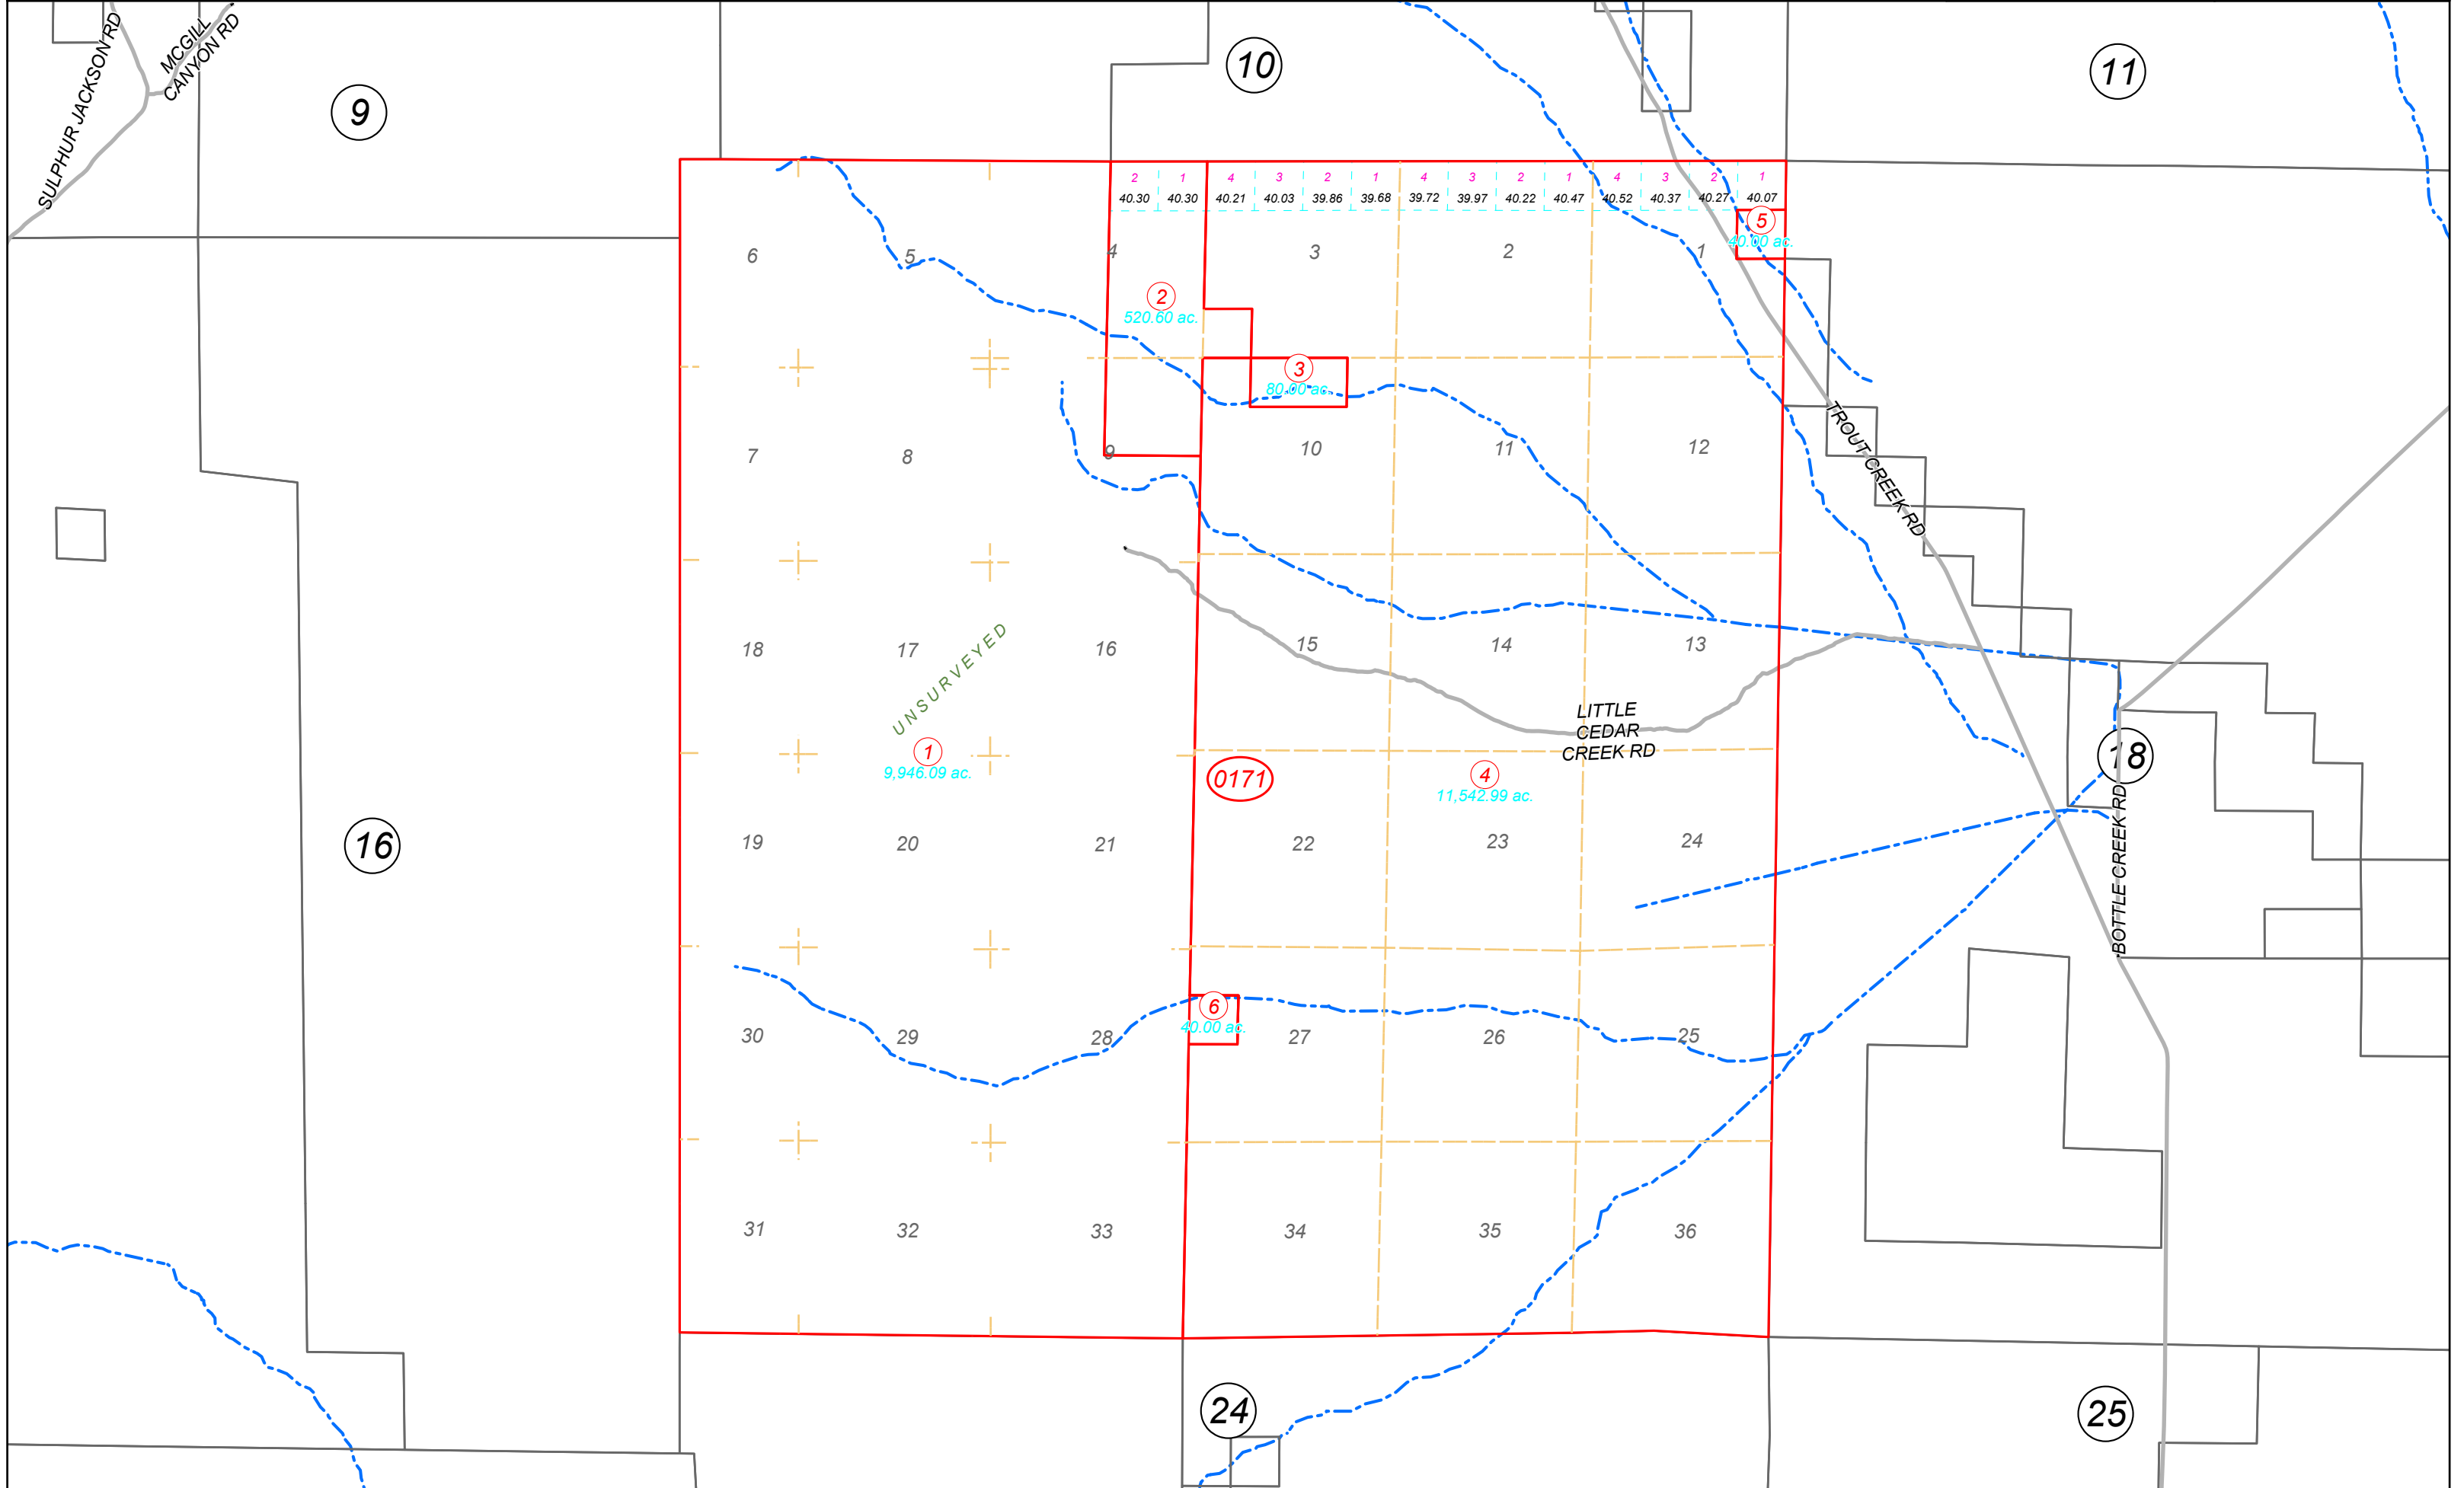 SULPHUR JACKSON RD
MCGILL
CANYON RD
9
10
11
2 1 4 3 2 1 4 3 2 1 4 3 2 1
40.30 40.30 40.21 40.03 39.86 39.68 39.72 39.97 40.22 40.47 40.52 40.37 40.27 40.07
5
40.00 ac.
6 5 4 3 2 1
2
520.60 ac.
3
80.00 ac.
TROUT CREEK RD
7 8 9 10 11 12
18 17 16 15 14 13
UNSURVEYED
LITTLE
CEDAR
CREEK RD
1
9,946.09 ac.
0171
4
11,542.99 ac.
18
BOTTLE CREEK RD
16
19 20 21 22 23 24
6
40.00 ac.
30 29 28 27 26 25
31 32 33 34 35 36
24
25